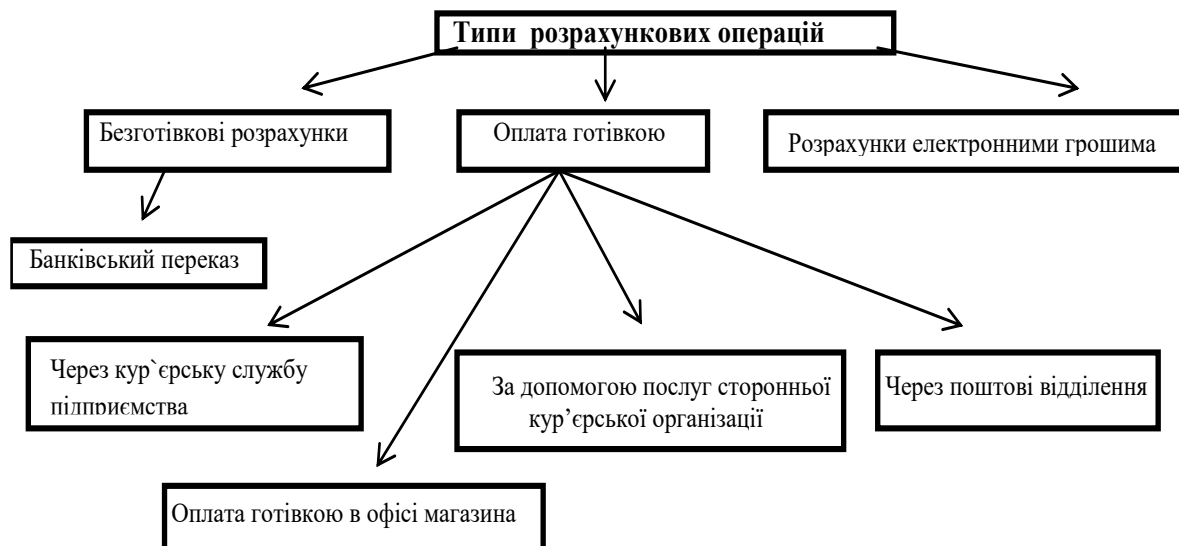 Типи розрахункових операцій
Безготівкові розрахунки
Оплата готівкою
Розрахунки електронними грошима
Банківський переказ
Через кур`єрську службу
підприємства
За допомогою послуг сторонньої
кур’єрської організації
Через поштові відділення
Оплата готівкою в офісі магазина